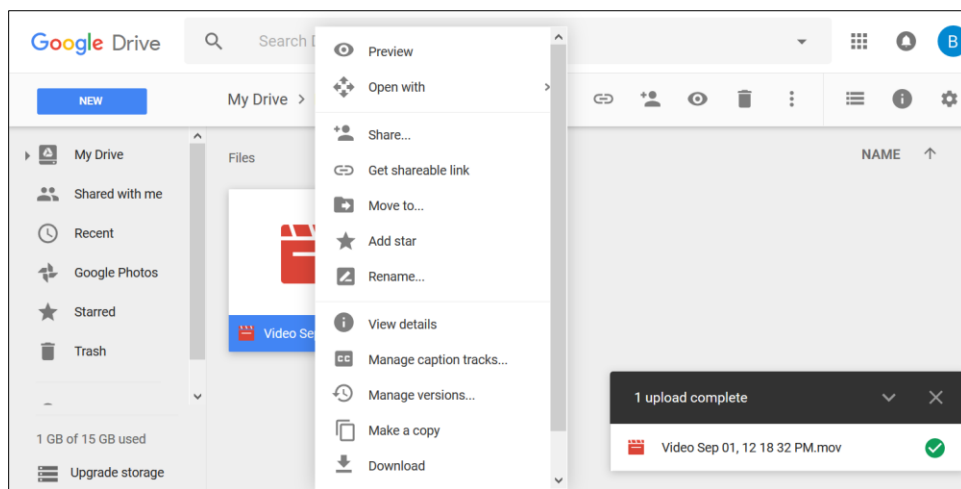 Google Drive
Search
B
NEW
My Drive >
NAME
My Drive
Shared with me
Recent
Google Photos
Starred
Trash
1 GB of 15 GB used
Upgrade storage
Files
Video
Preview
Open with
Share...
Get shareable link
Move to...
Add star
Rename...
View details
CC Manage caption tracks...
Manage versions...
Make a copy
Download
1 upload complete
Video Sep 01, 12 18 32 PM.mov